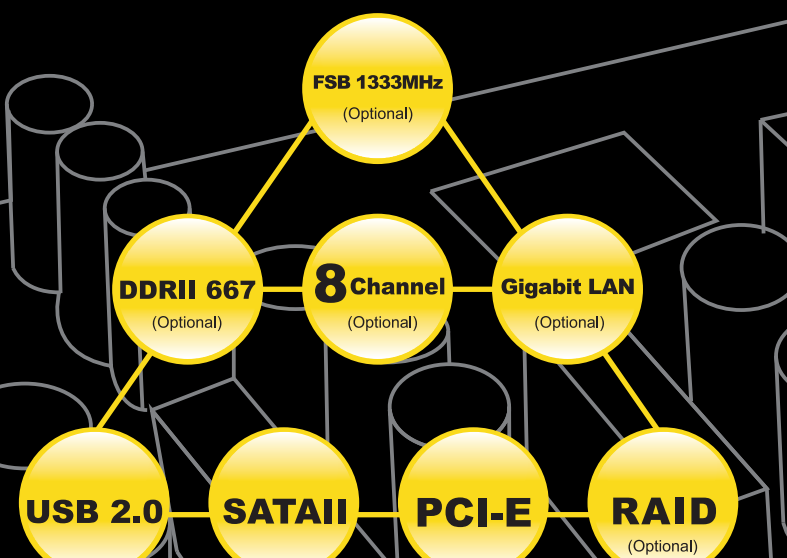 FSB 1333MHz
(Optional)
DDRII 667
(Optional)
8 Channel
(Optional)
Gigabit LAN
(Optional)
USB 2.0
SATAII
PCI-E
RAID
(Optional)